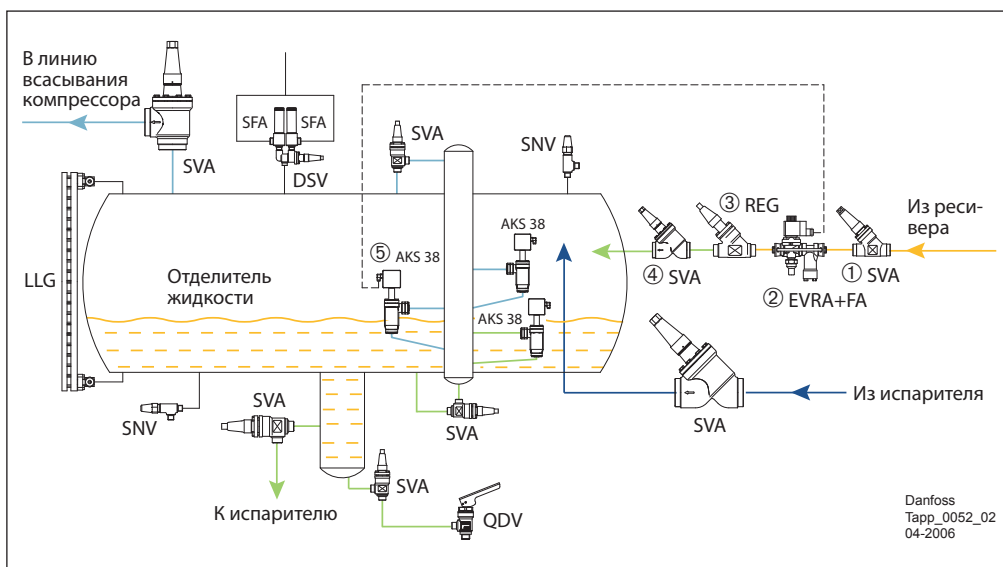 В линию
всасывания
компрессора
SVA
SFA
SFA
DSV
SVA
SNV
③ REG
Из реси-
вера
④ SVA
② EVRA+FA
① SVA
LLG
Отделитель
жидкости
⑤ AKS 38
AKS 38
AKS 38
Из испарителя
SVA
SNV
SVA
SVA
К испарителю
SVA
QDV
Danfoss
Tapp_0052_02
04-2006